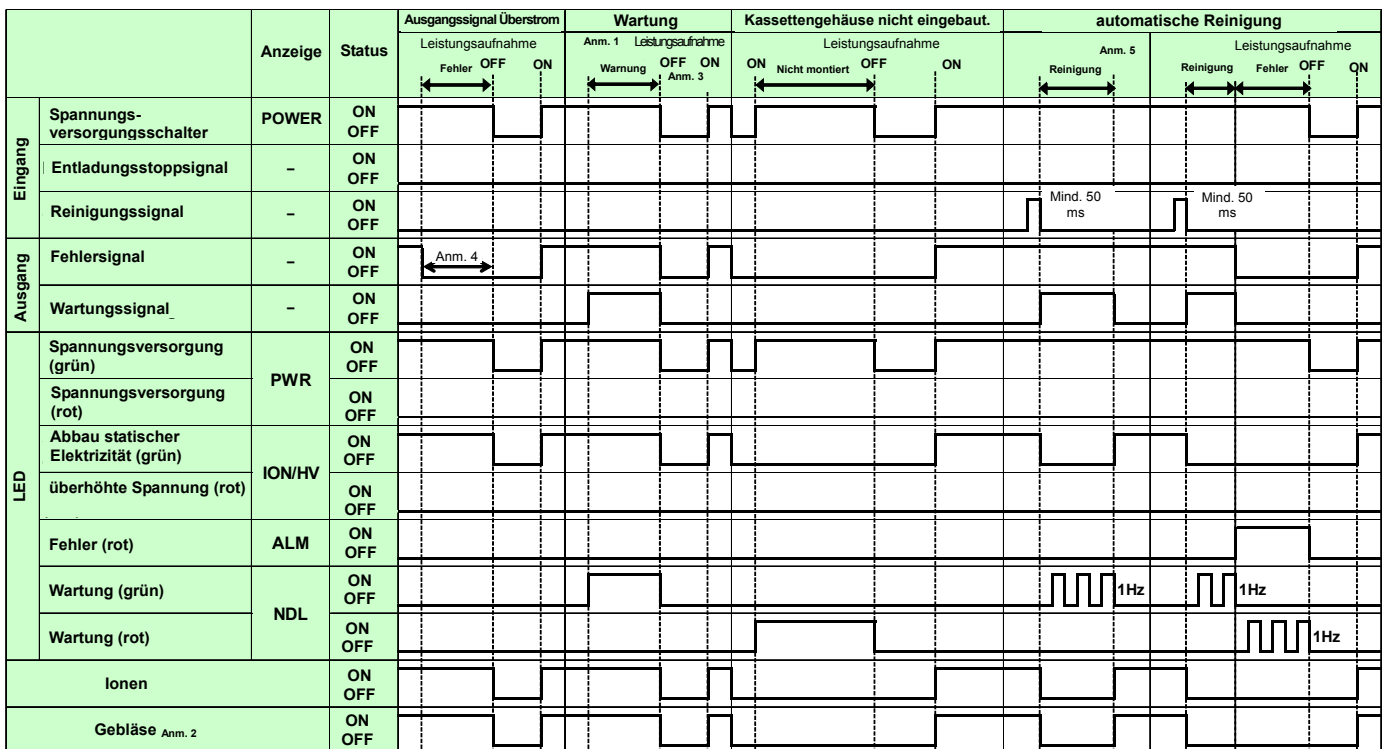 Anzeige
Status
Ausgangssignal Überstrom
Wartung
Kassettengehäuse nicht eingebaut.
automatische Reinigung
Leistungsaufnahme
Fehler OFF ON
Anm. 1 Leistungsaufnahme
Warnung OFF ON
Anm. 3
Leistungsaufnahme
ON Nicht montiert OFF ON
Anm. 5
Reinigung
Leistungsaufnahme
Reinigung Fehler OFF ON
Eingang
Spannungs-
versorgungsschalter
POWER
ON
OFF
Entladungsstoppsignal
–
ON
OFF
Reinigungssignal
–
ON
OFF
Mind. 50
ms
Mind. 50
ms
Ausgang
Fehlersignal
–
ON
OFF
Anm. 4
Wartungssignal
–
ON
OFF
LED
Spannungsversorgung
(grün)
PWR
ON
OFF
Spannungsversorgung
(rot)
ON
OFF
Abbau statischer
Elektrizität (grün)
ION/HV
ON
OFF
überhöhte Spannung (rot)
ON
OFF
Fehler (rot)
ALM
ON
OFF
Wartung (grün)
NDL
ON
OFF
1Hz
1Hz
Wartung (rot)
ON
OFF
1Hz
Ionen
ON
OFF
Gebläse Anm. 2
ON
OFF